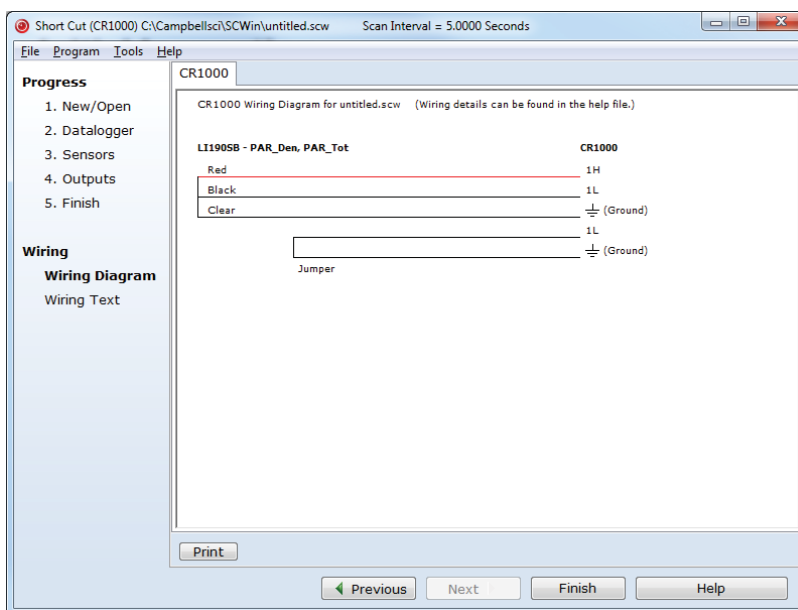 Short Cut (CR1000) C:\Campbellsci\SCWin\untitled.scw Scan Interval = 5.0000 Seconds
File Program Tools Help
Progress
1. New/Open
2. Datalogger
3. Sensors
4. Outputs
5. Finish
Wiring
Wiring Diagram
Wiring Text
CR1000
CR1000 Wiring Diagram for untitled.scw (Wiring details can be found in the help file.)
LI190SB - PAR_Den, PAR_Tot CR1000
Red 1H
Black 1L
Clear (Ground)
1L
(Ground)
Jumper
Print
Previous Next Finish Help